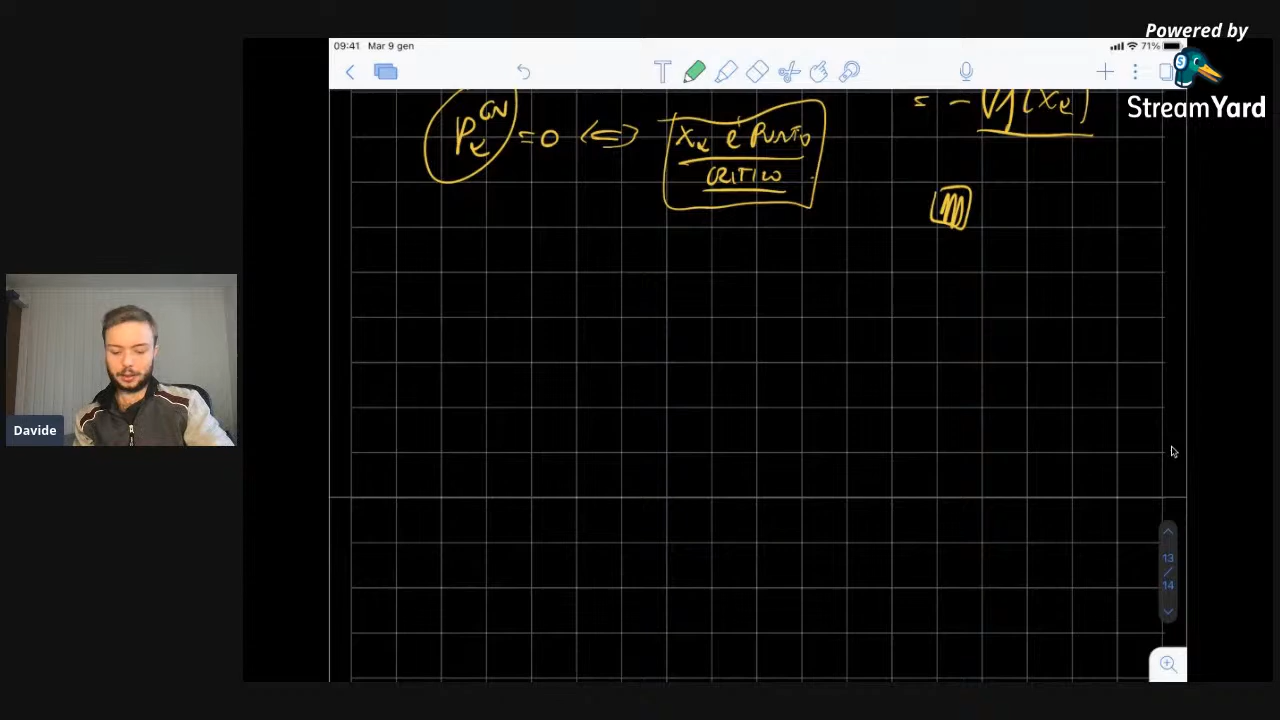 Powered by
StreamYard
09:41 Mar 9 gen
71%
= - ∇f(x_k)
p_k^{GN} = 0 <=> x_k è PUNTO
CRITICO
Davide
13
/
14